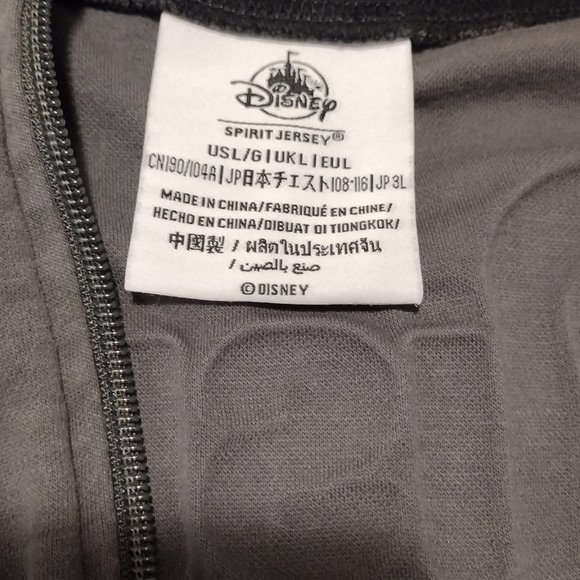 Disney
SPIRIT JERSEY®
USL/G|UKL|EUL
CN190/104A|JP日本チェスト108-116|JP 3L
MADE IN CHINA/FABRIQUÉ EN CHINE/
HECHO EN CHINA/DIBUAT DI TIONGKOK/
中國製 / ผลิตในประเทศจีน
/ صنع بالصين
© DISNEY